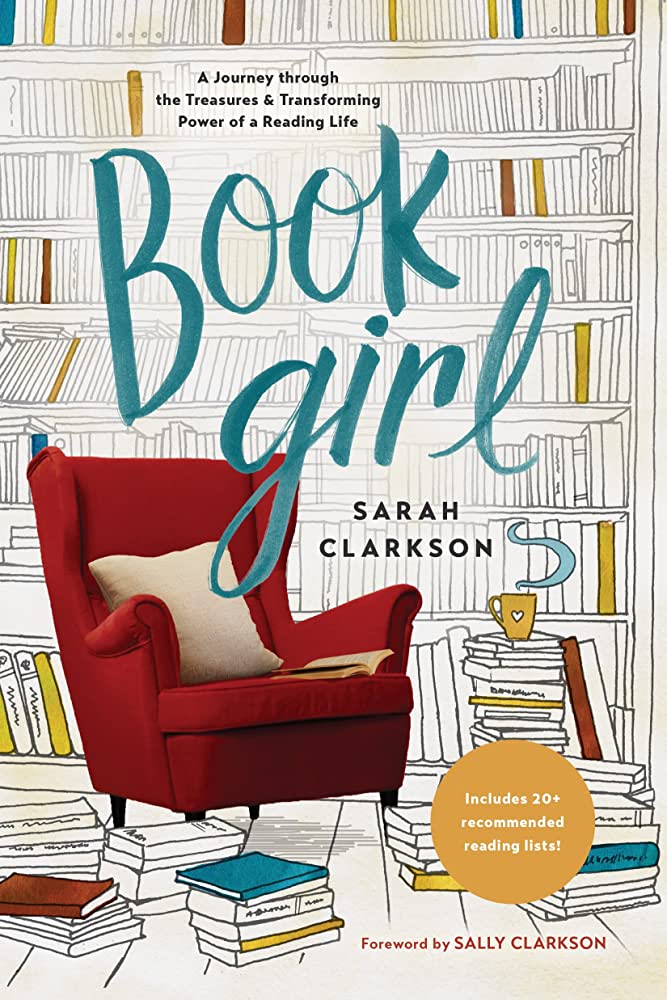 A Journey through
the Treasures & Transforming
Power of a Reading Life
Book
girl
SARAH
CLARKSON
Includes 20+
recommended
reading lists!
Foreword by SALLY CLARKSON